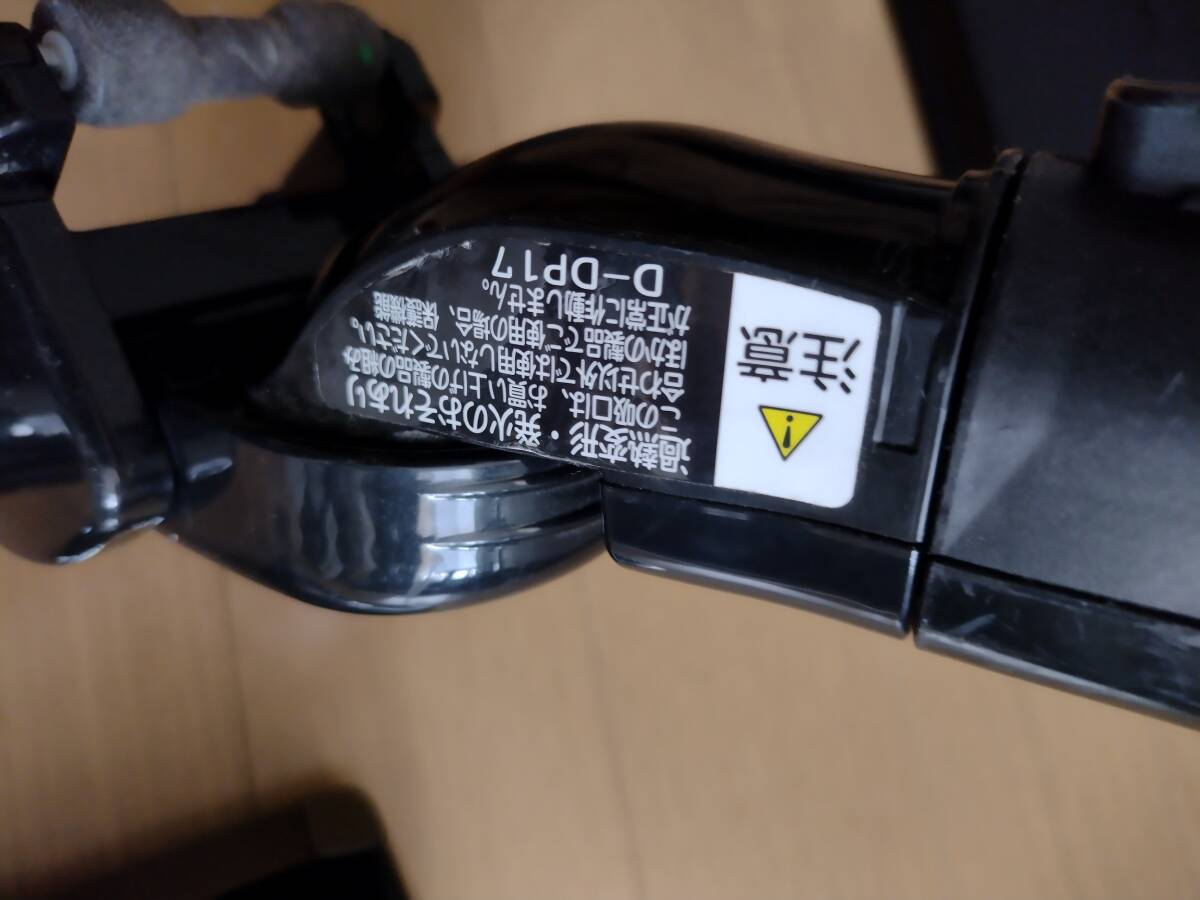 注意
過熱変形・発火のおそれあり
この吸口は、お買い上げの製品の組み
合わせ以外では使用しないでください。
ほかの製品でご使用の場合、保護機能
が正常に作動しません。
D-DP17